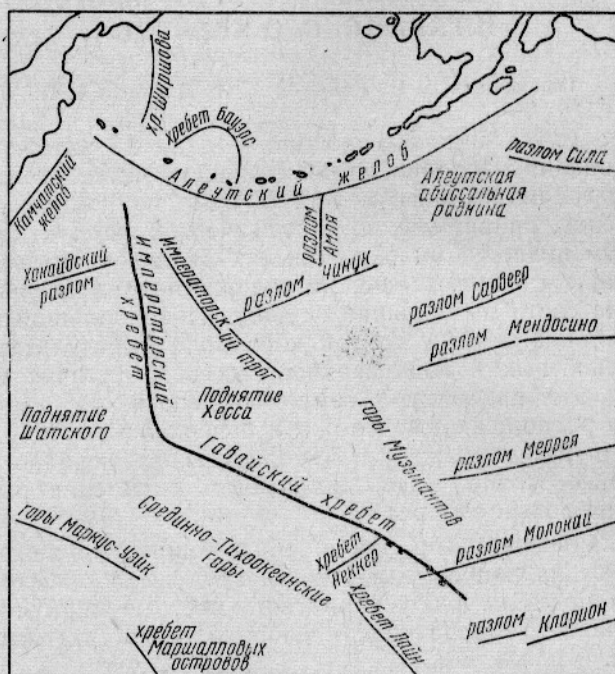 хр. Ширшова
хребет Бауэрс
Алеутский желоб
разлом Сила
Алеутская
абиссальная
равнина
Камчатский
желоб
разлом
Амля
Хокайдский
разлом
Императорский
хребет
Императорский трог
разлом Чинук
разлом Сарвеер
разлом Мендосино
Поднятие
Хесса
Поднятие
Шатского
горы Музыкантов
Гавайский хребет
разлом Меррея
горы Маркус-Уэйк
Срединно-Тихоокеанские
горы
хребет
Неккер
разлом Молокаи
хребет Лайн
разлом Кларион
хребет
Маршалловых
островов